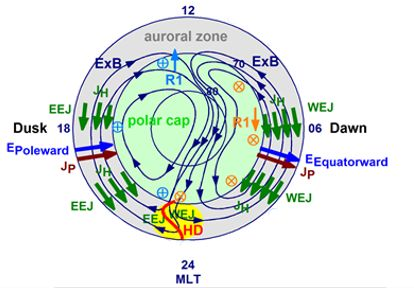 12
auroral zone
ExB
R1
ExB
70
80
JH
EEJ
JH
WEJ
polar cap
R1
Dusk 18
06 Dawn
EPoleward
JP
EEquatorward
JP
JH
EEJ
JH
WEJ
EEJ
WEJ
HD
24
MLT